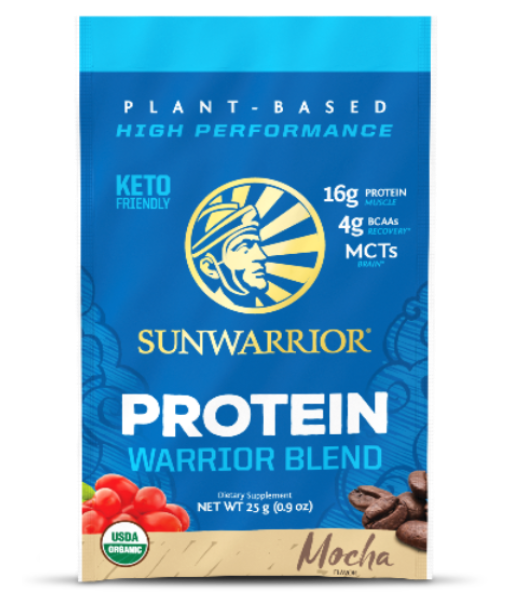 PLANT-BASED
HIGH PERFORMANCE
KETO
FRIENDLY
16g PROTEIN
MUSCLE
4g BCAAs
RECOVERY*
MCTs
BRAIN*
SUNWARRIOR®
PROTEIN
WARRIOR BLEND
Dietary Supplement
NET WT 25 g (0.9 oz)
USDA
ORGANIC
Mocha
FLAVOR